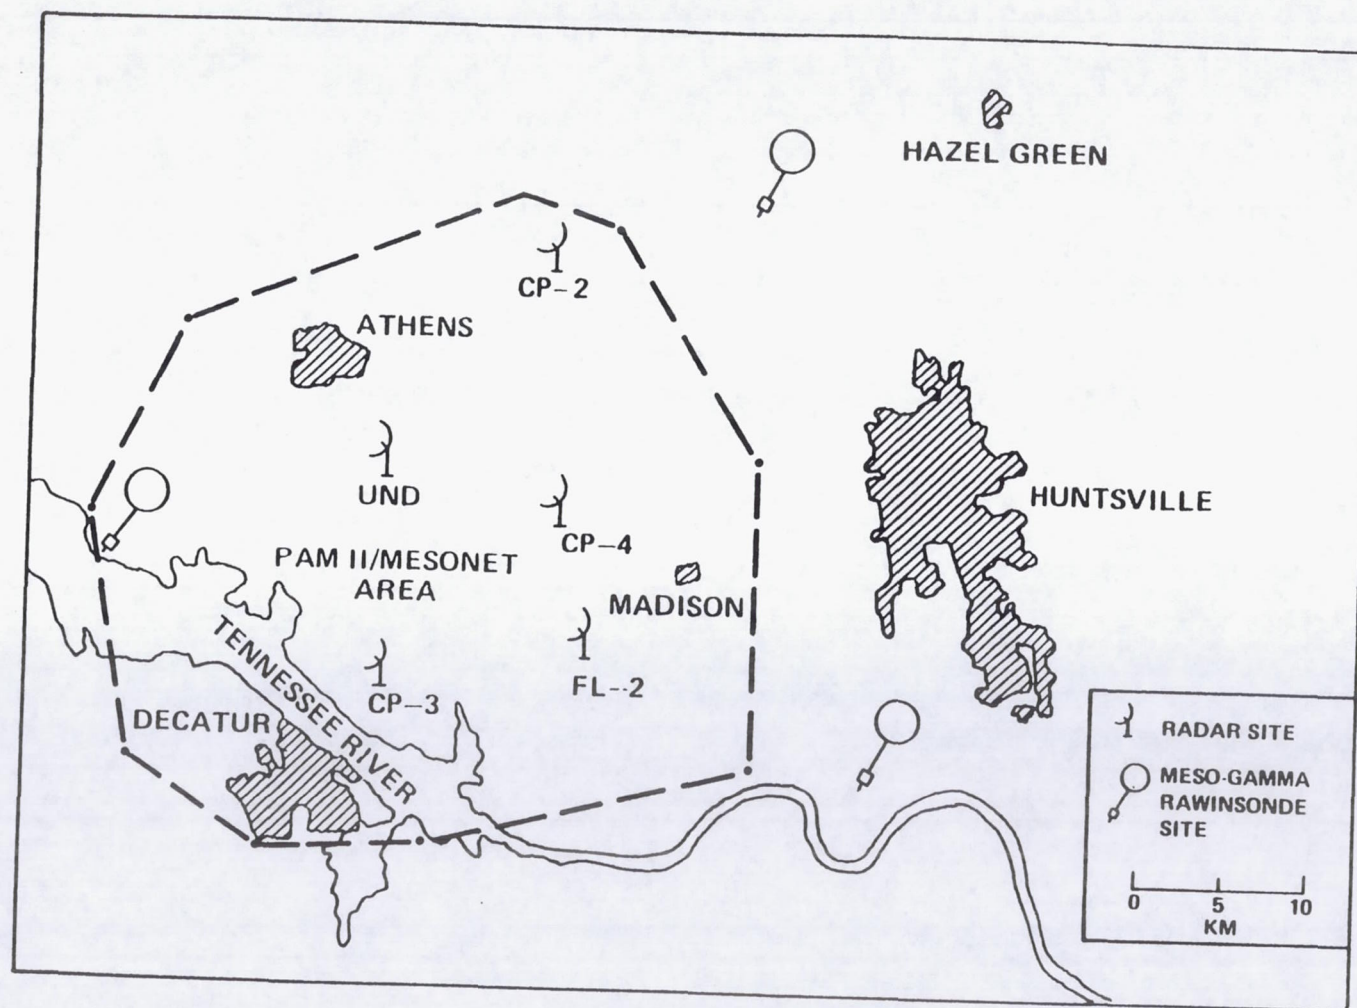 HAZEL GREEN
CP-2
ATHENS
UND
HUNTSVILLE
CP-4
PAM II/MESONET
AREA
MADISON
TENNESSEE RIVER
FL-2
CP-3
DECATUR
RADAR SITE
MESO-GAMMA
RAWINSONDE
SITE
0 5 10
KM